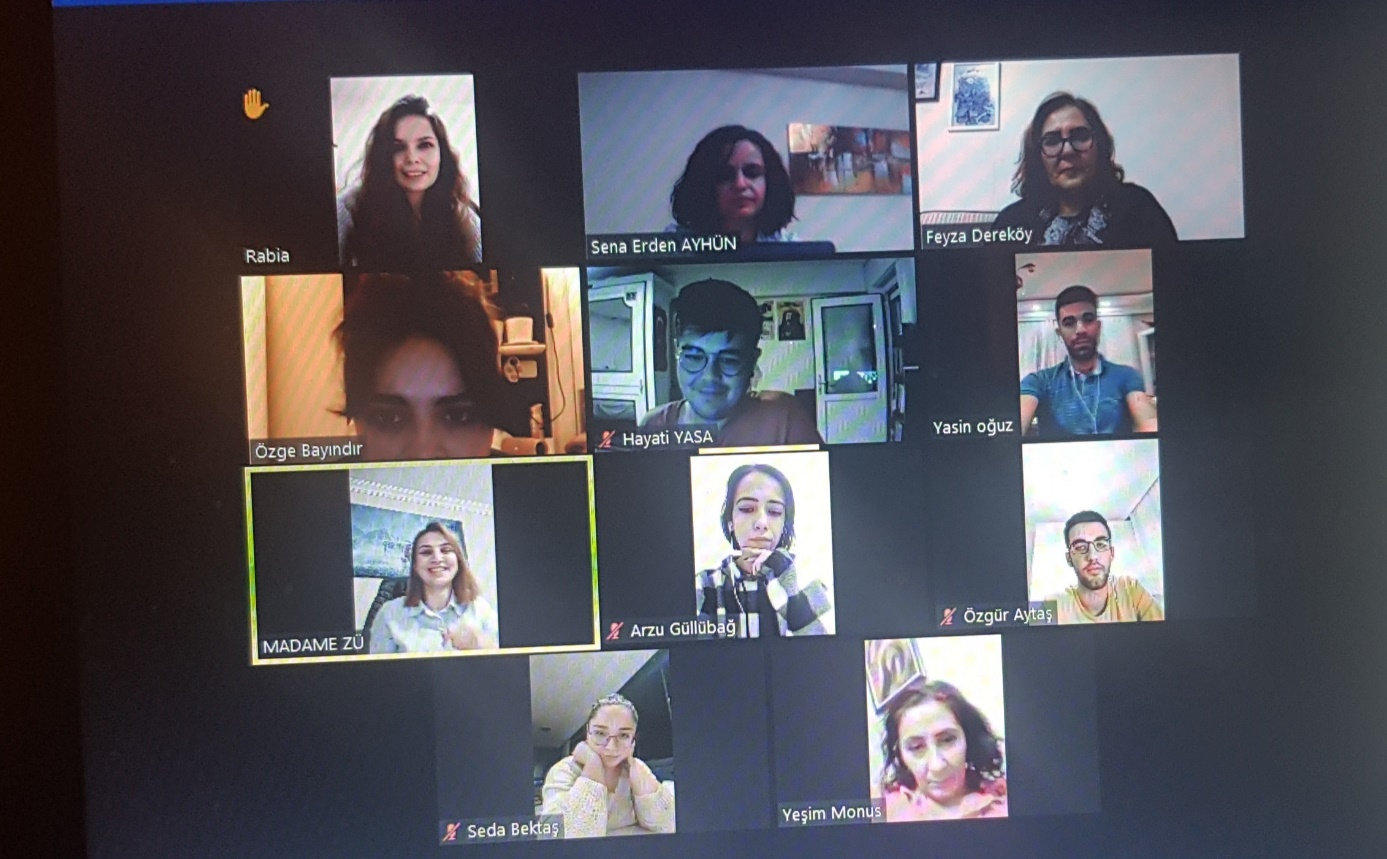 Rabia
Sena Erden AYHÜN
Feyza Dereköy
Özge Bayındır
Hayati YASA
Yasin oğuz
MADAME ZÜ
Arzu Güllübağ
Özgür Aytaş
Seda Bektaş
Yeşim Monus